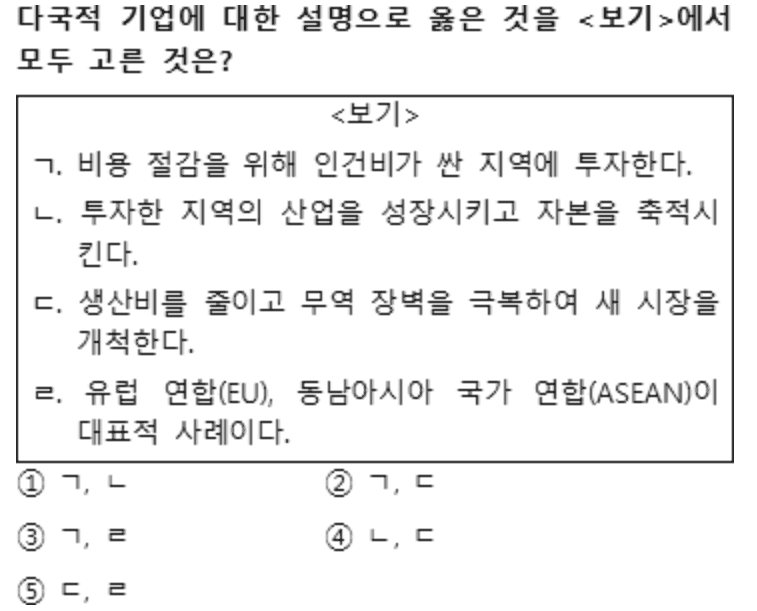 다국적 기업에 대한 설명으로 옳은 것을 <보기>에서
모두 고른 것은?
<보기>
ㄱ. 비용 절감을 위해 인건비가 싼 지역에 투자한다.
ㄴ. 투자한 지역의 산업을 성장시키고 자본을 축적시
킨다.
ㄷ. 생산비를 줄이고 무역 장벽을 극복하여 새 시장을
개척한다.
ㄹ. 유럽 연합(EU), 동남아시아 국가 연합(ASEAN)이
대표적 사례이다.
① ㄱ, ㄴ ② ㄱ, ㄷ
③ ㄱ, ㄹ ④ ㄴ, ㄷ
⑤ ㄷ, ㄹ